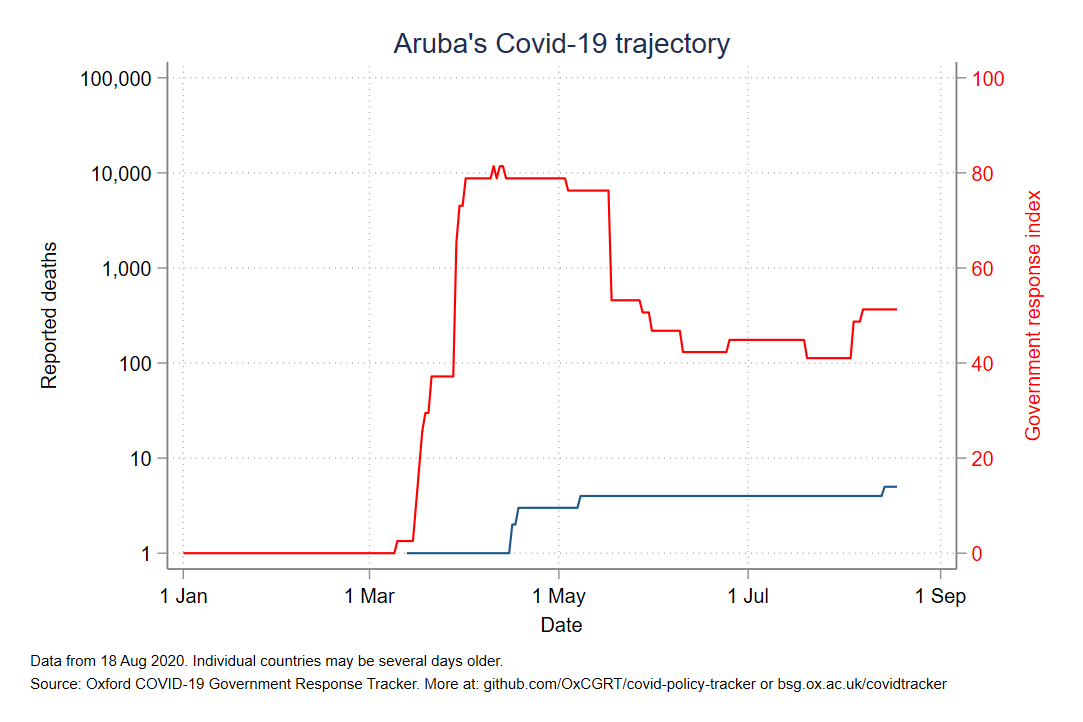 Aruba's Covid-19 trajectory
100,000
10,000
1,000
100
10
1
Reported deaths
100
80
60
40
20
0
Government response index
1 Jan
1 Mar
1 May
1 Jul
1 Sep
Date
Data from 18 Aug 2020. Individual countries may be several days older.
Source: Oxford COVID-19 Government Response Tracker. More at: github.com/OxCGRT/covid-policy-tracker or bsg.ox.ac.uk/covidtracker